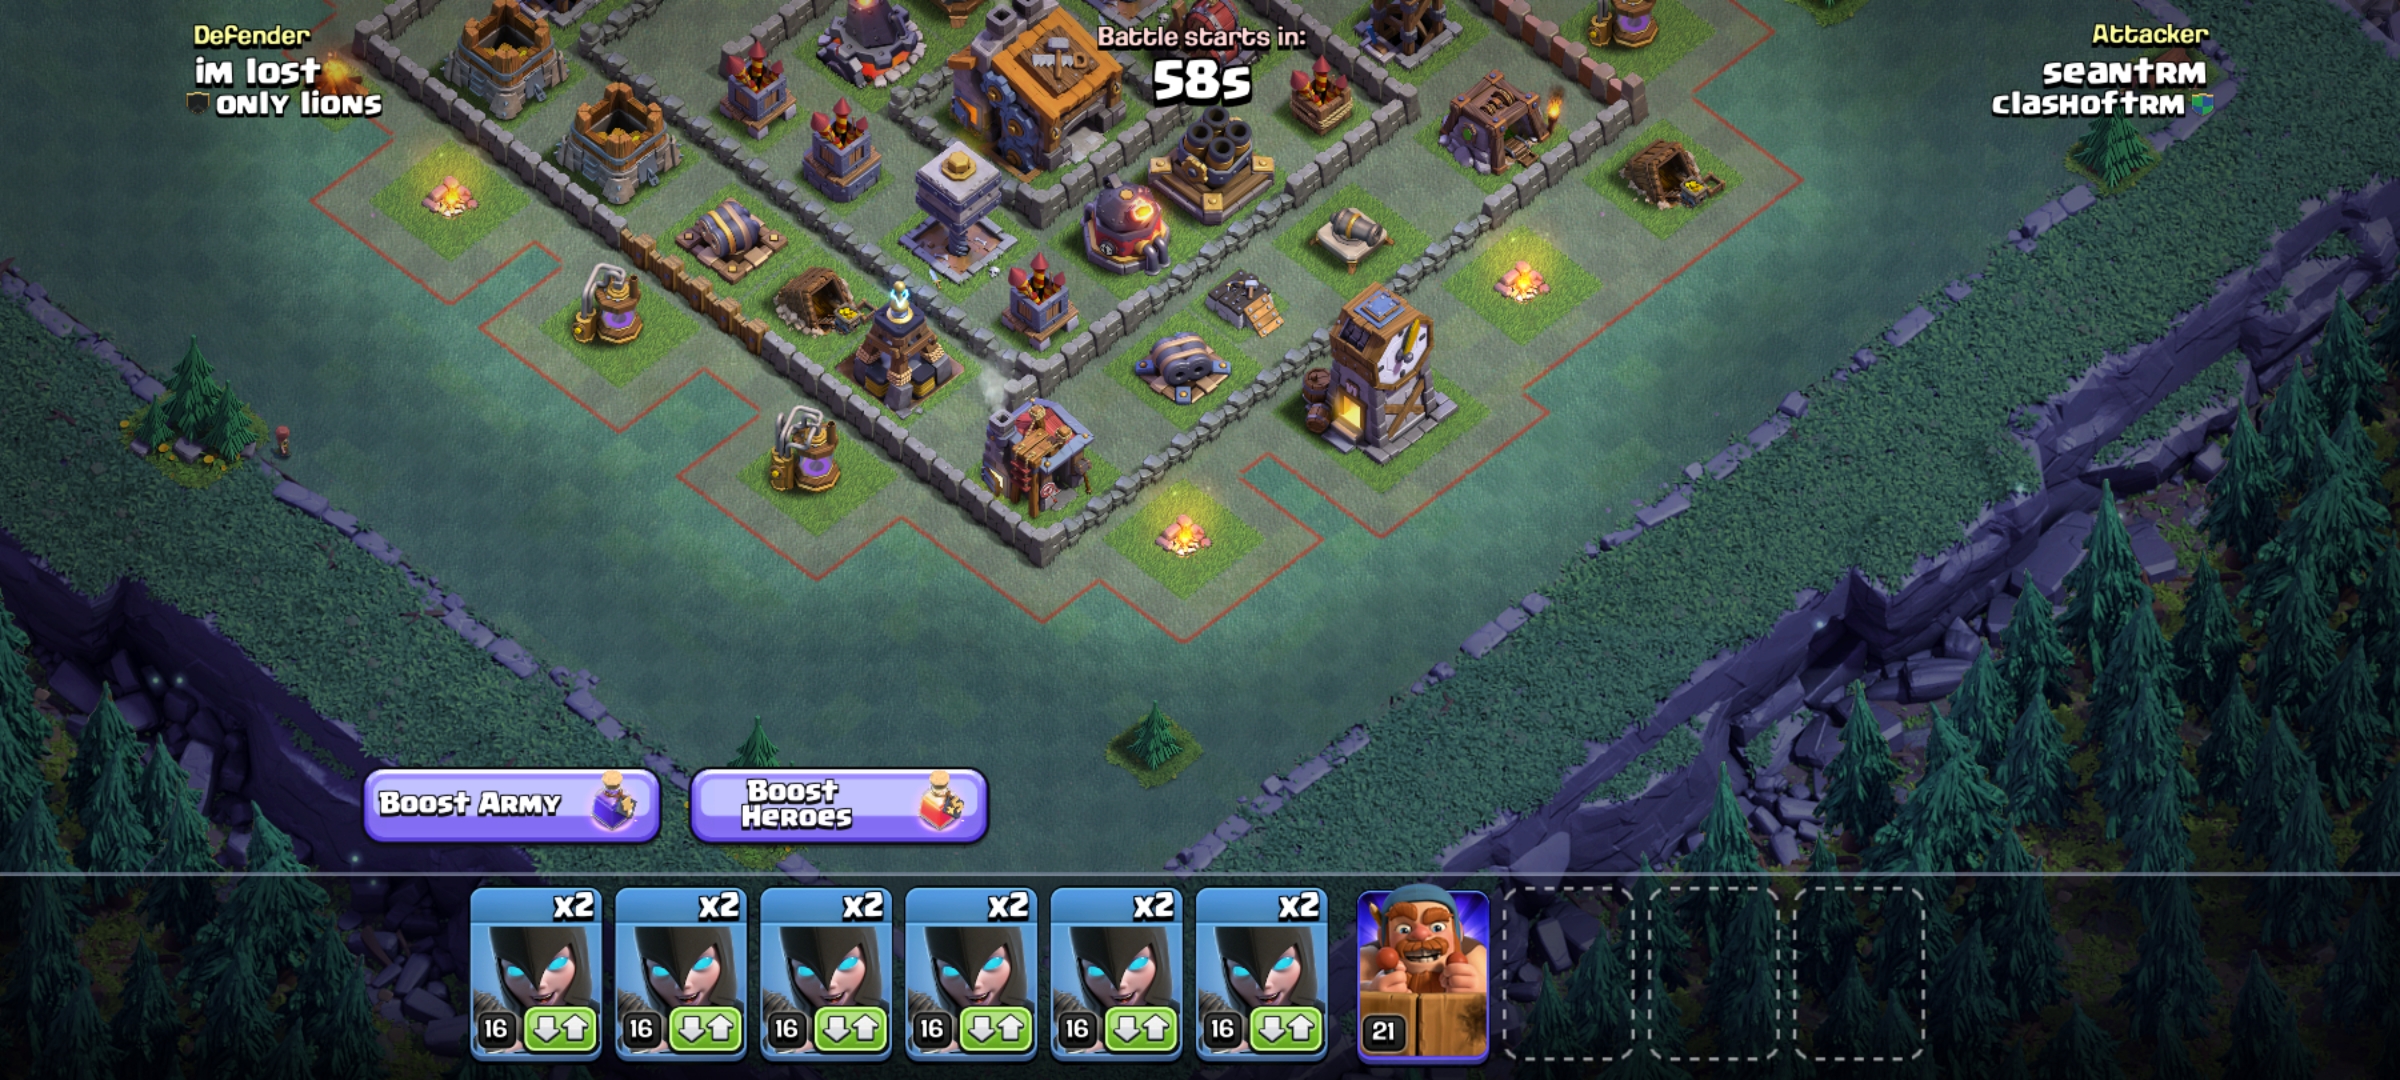 Defender
iM lost
only lions
Battle starts in:
58s
Attacker
seantRM
clashoftRM
Boost Army
Boost
Heroes
x2
x2
x2
x2
x2
x2
16
16
16
16
16
16
21